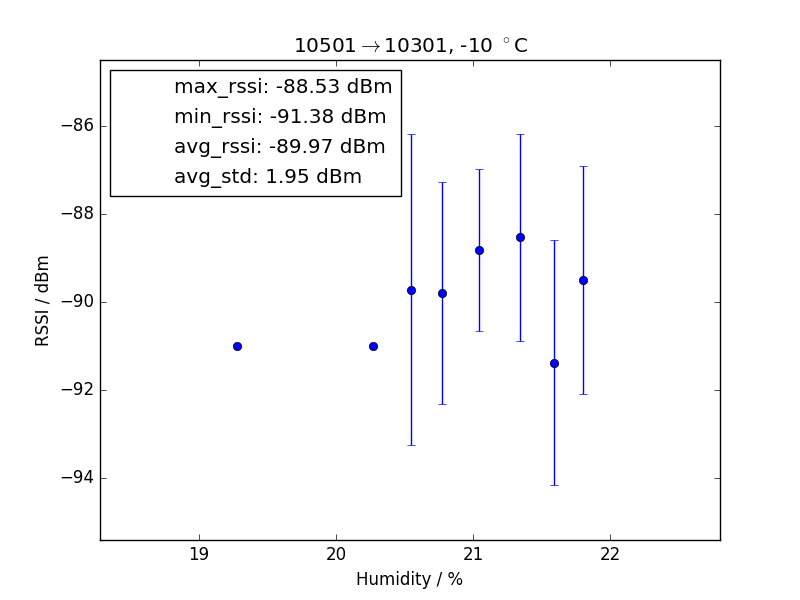 10501→10301, -10 °C
max_rssi: -88.53 dBm
min_rssi: -91.38 dBm
avg_rssi: -89.97 dBm
avg_std: 1.95 dBm
−86
−88
−90
−92
−94
RSSI / dBm
19 20 21 22
Humidity / %